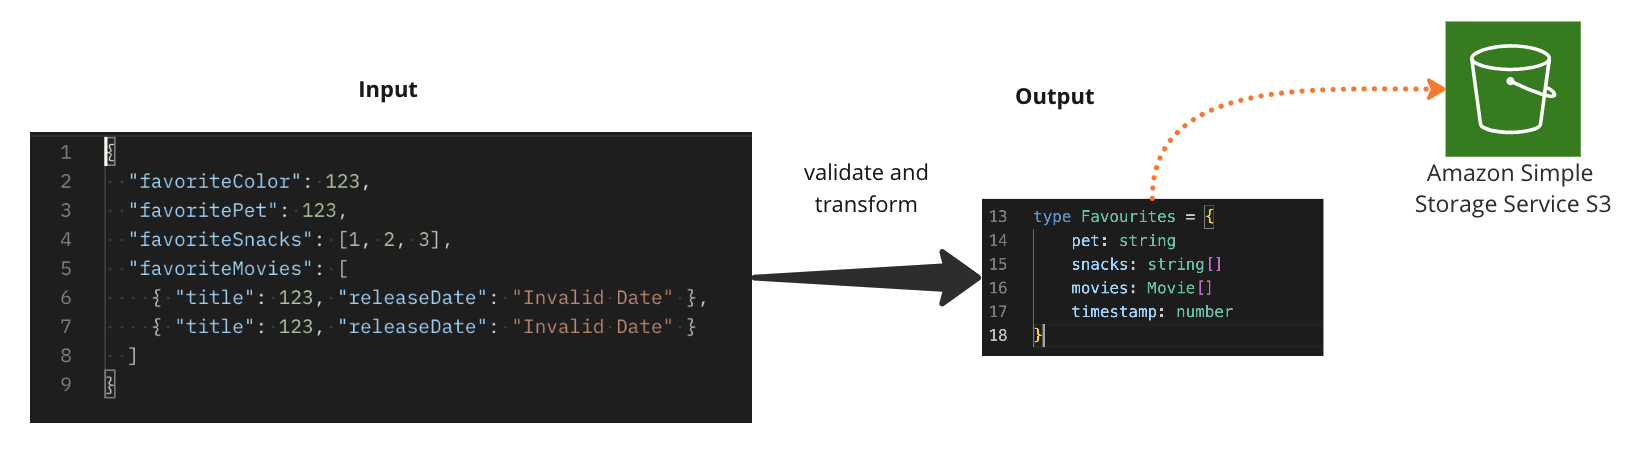 Input
1 {
2 "favoriteColor": 123,
3 "favoritePet": 123,
4 "favoriteSnacks": [1, 2, 3],
5 "favoriteMovies": [
6 { "title": 123, "releaseDate": "Invalid Date" },
7 { "title": 123, "releaseDate": "Invalid Date" }
8 ]
9 }
validate and
transform
Output
13 type Favourites = {
14 pet: string
15 snacks: string[]
16 movies: Movie[]
17 timestamp: number
18 }
Amazon Simple
Storage Service S3